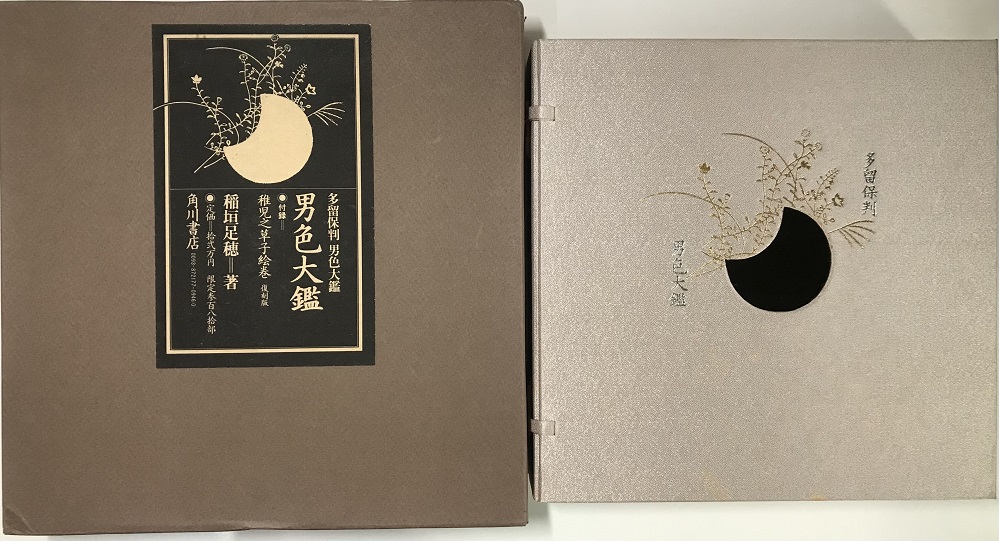 多留保判 男色大鑑
男色大鑑
●付録＝
稚児之草子絵巻 復刻版
稲垣足穂＝著
●定価＝拾弐万円 限定参百八拾部
角川書店
多留保判
男色大鑑